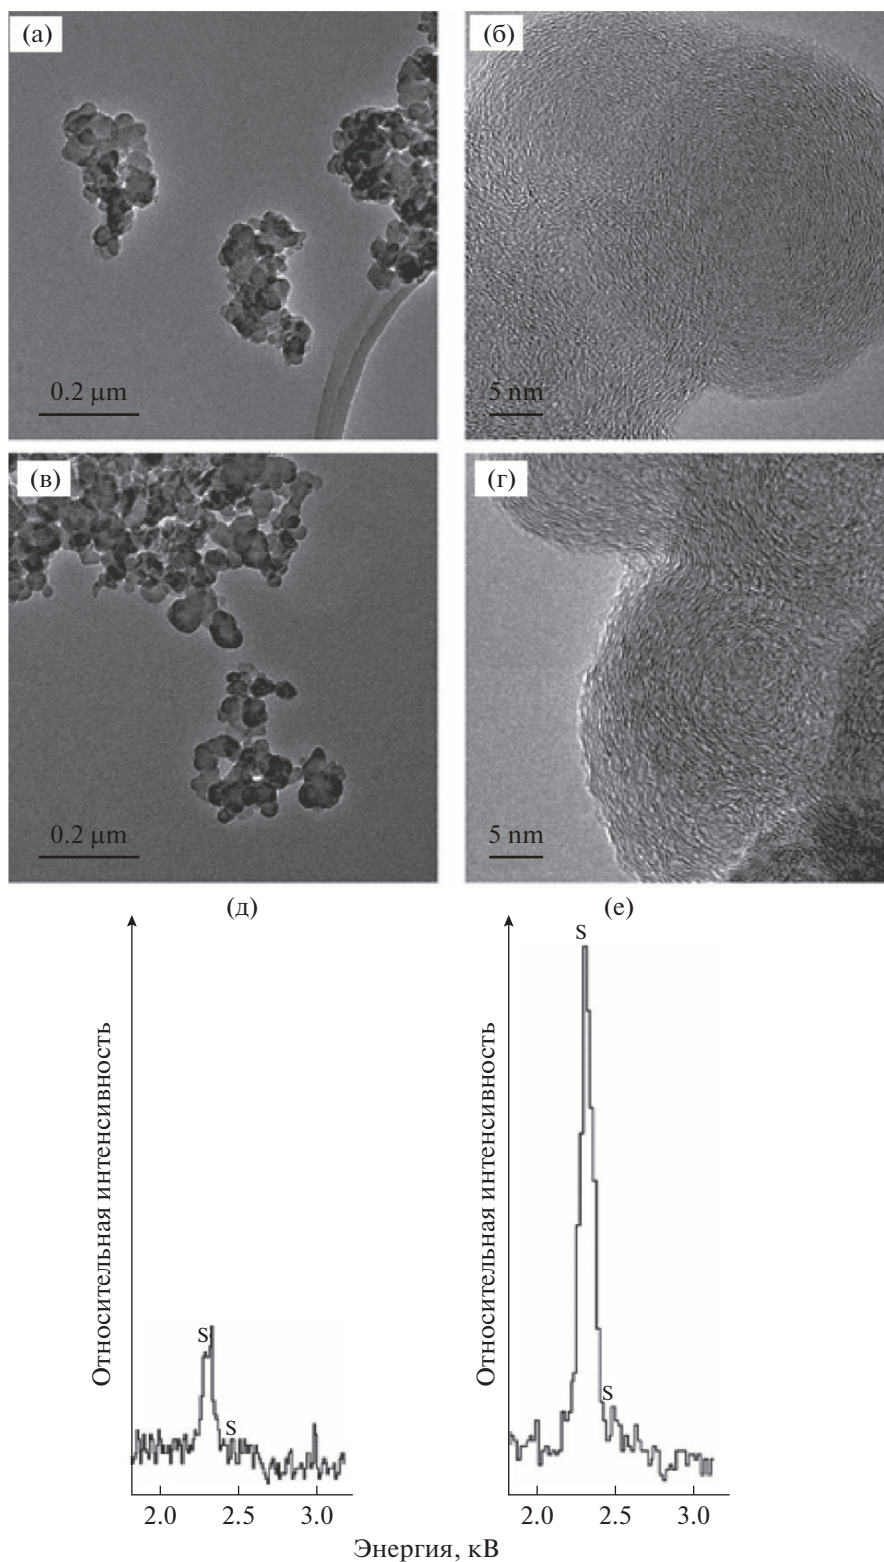 (а)
(б)
0.2 μm
5 nm
(в)
(г)
0.2 μm
5 nm
(д)
(е)
Относительная интенсивность
S
S
2.0 2.5 3.0
Относительная интенсивность
S
S
2.0 2.5 3.0
Энергия, кВ